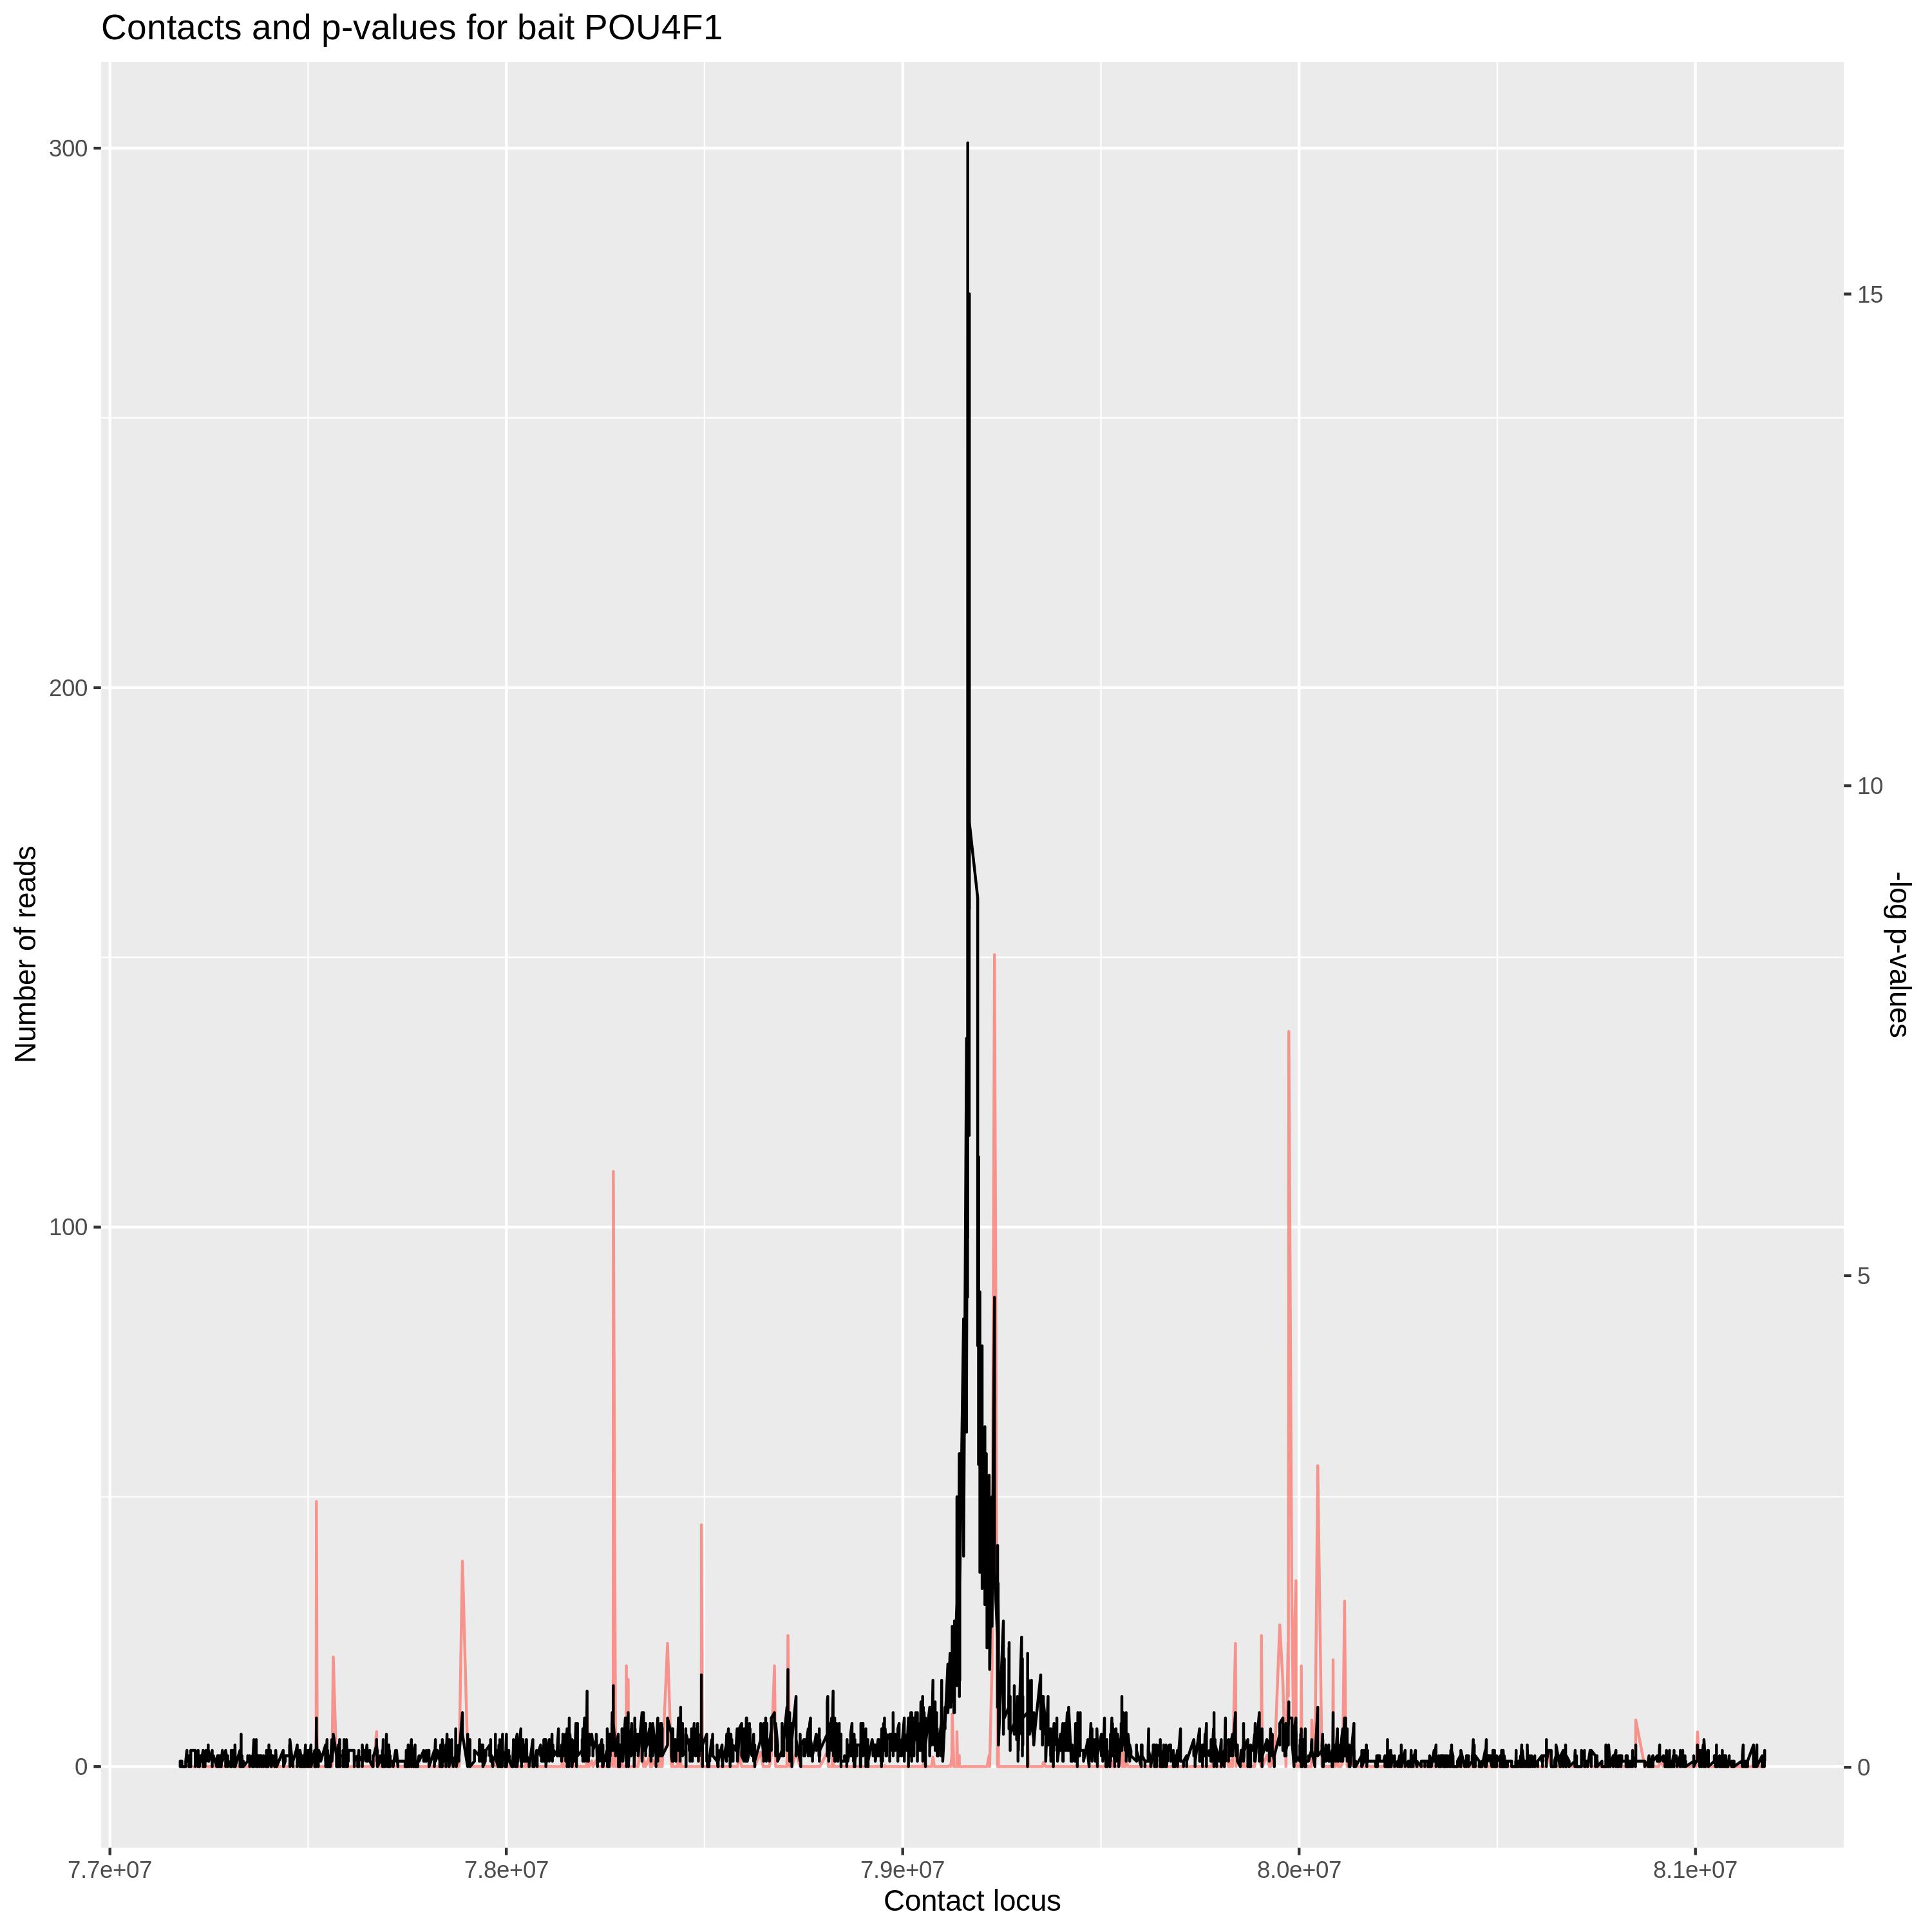 Contacts and p-values for bait POU4F1
300
200
100
0
Number of reads
15
10
5
0
-log p-values
7.7e+07 7.8e+07 7.9e+07 8.0e+07 8.1e+07
Contact locus